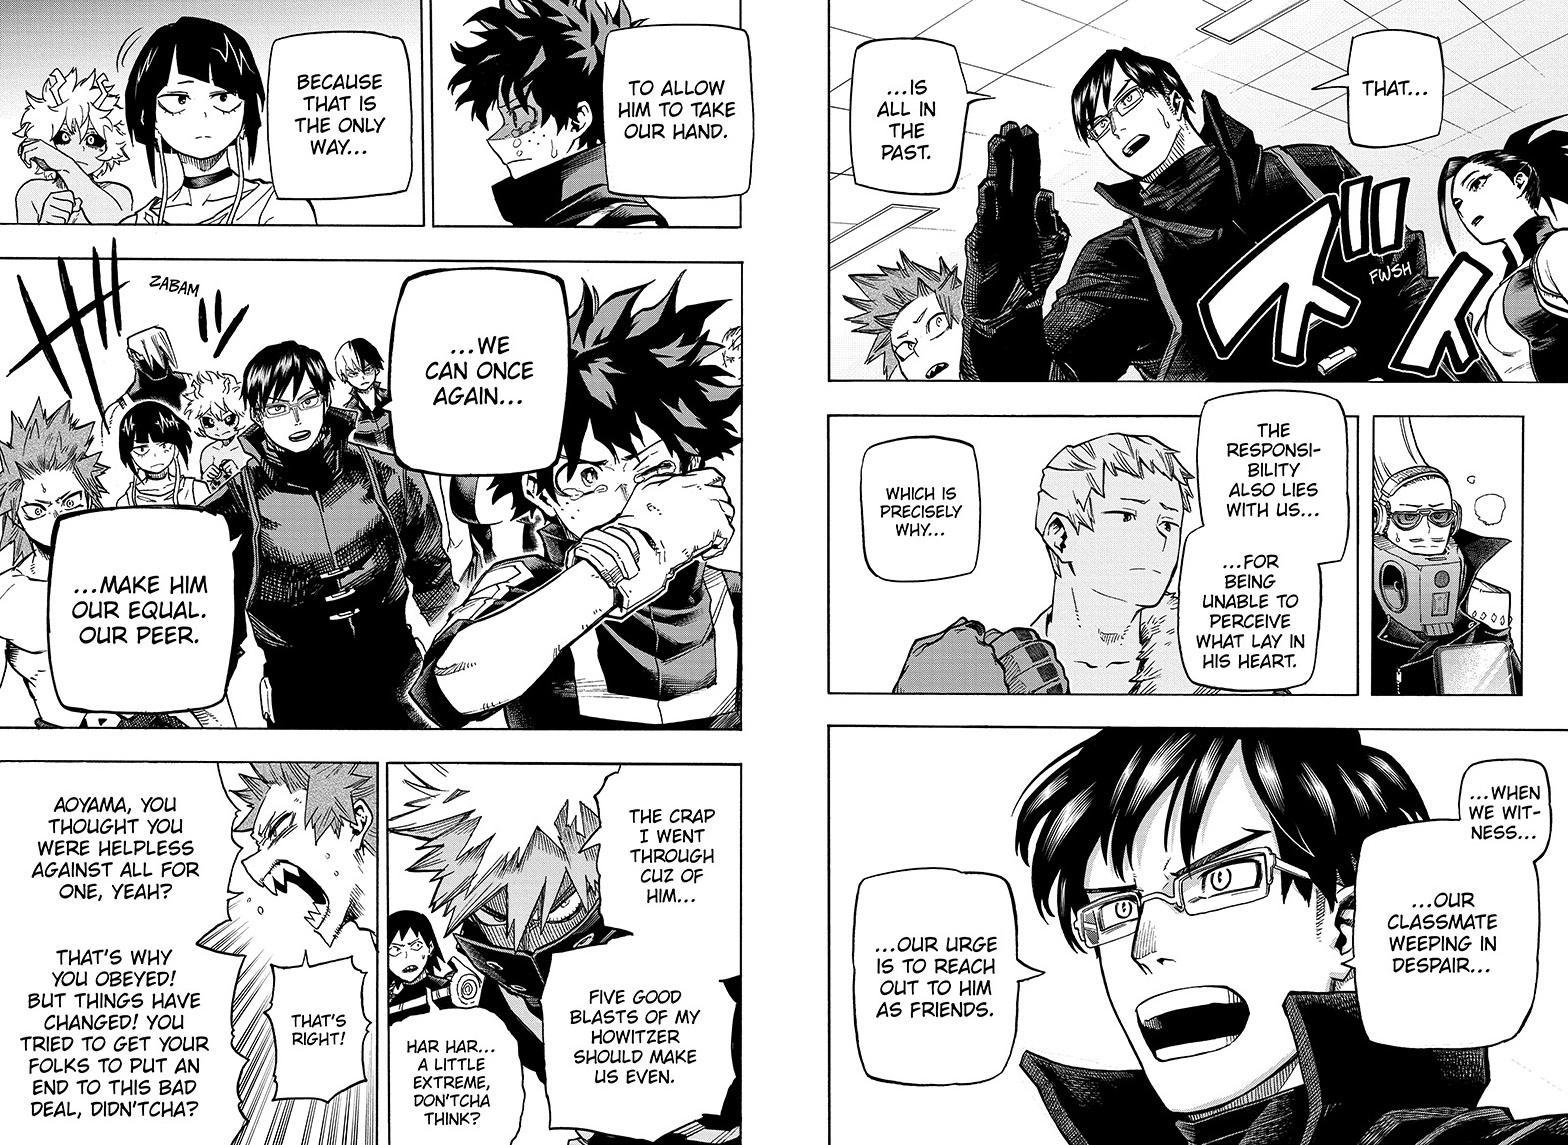 THAT...
...IS
ALL IN
THE
PAST.
ズイ
FWSH
THE
RESPONSI-
BILITY
ALSO LIES
WITH US...
...FOR
BEING
UNABLE TO
PERCEIVE
WHAT LAY IN
HIS HEART.
WHICH IS
PRECISELY
WHY...
...WHEN
WE WIT-
NESS...
...OUR
CLASSMATE
WEEPING IN
DESPAIR...
...OUR URGE
IS TO REACH
OUT TO HIM
AS FRIENDS.
TO ALLOW
HIM TO TAKE
OUR HAND.
BECAUSE
THAT IS
THE ONLY
WAY...
...WE
CAN ONCE
AGAIN...
ザッ
ZABAM
...MAKE HIM
OUR EQUAL.
OUR PEER.
THE CRAP
I WENT
THROUGH
CUZ OF
HIM...
FIVE GOOD
BLASTS OF MY
HOWITZER
SHOULD MAKE
US EVEN.
HAR HAR...
A LITTLE
EXTREME,
DON'TCHA
THINK?
THAT'S
RIGHT!
AOYAMA, YOU
THOUGHT YOU
WERE HELPLESS
AGAINST ALL FOR
ONE, YEAH?
THAT'S WHY
YOU OBEYED!
BUT THINGS HAVE
CHANGED! YOU
TRIED TO GET YOUR
FOLKS TO PUT AN
END TO THIS BAD
DEAL, DIDN'TCHA?